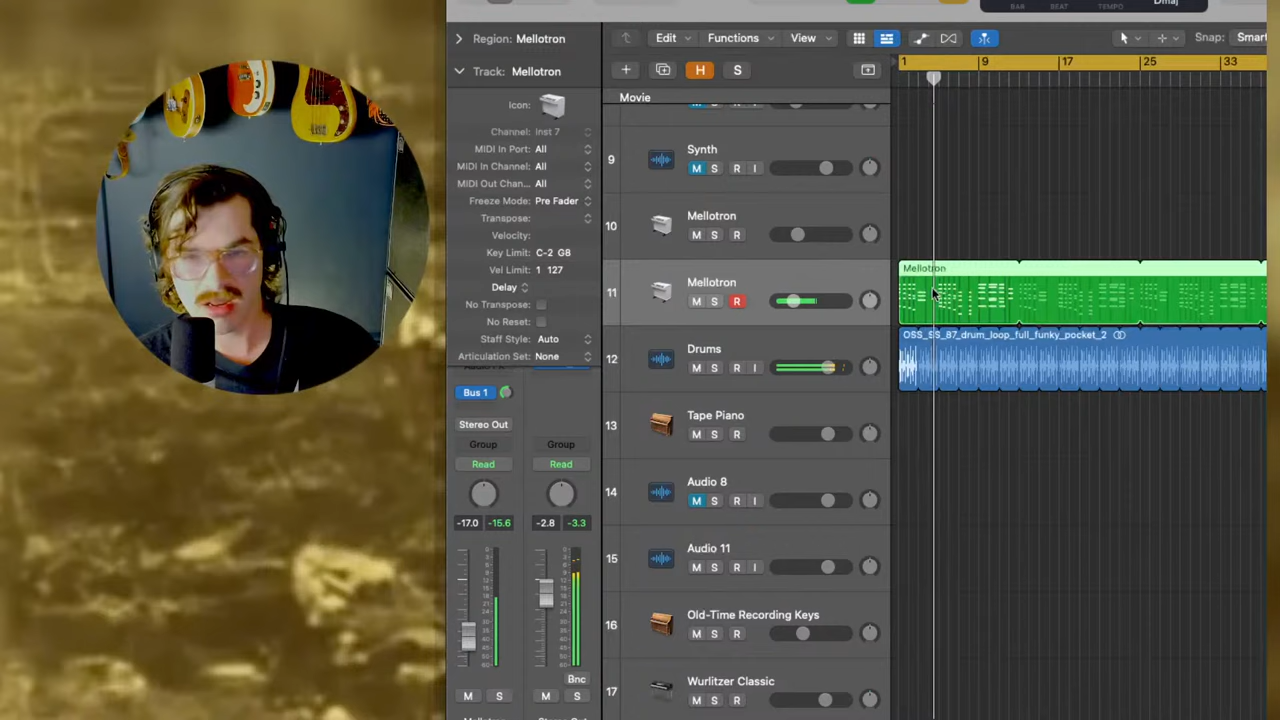 BAR BEAT TEMPO Dmaj
Region: Mellotron
Edit Functions View Snap: Smart
Track: Mellotron
H S
1 9 17 25 33
Movie
Icon:
Channel: Inst 7
MIDI In Port: All
MIDI In Channel: All
MIDI Out Chan... All
Freeze Mode: Pre Fader
Transpose:
Velocity:
Key Limit: C-2 G8
Vel Limit: 1 127
Delay
No Transpose:
No Reset:
Staff Style: Auto
Articulation Set: None
Bus 1
Stereo Out
Group Group
Read Read
-17.0 -15.6 -2.8 -3.3
Bnc
M S M S
9 Synth
M S R I
10 Mellotron
M S R
11 Mellotron
M S R
12 Drums
M S R I
13 Tape Piano
M S R
14 Audio 8
M S R I
15 Audio 11
M S R I
16 Old-Time Recording Keys
M S R
17 Wurlitzer Classic
M S R
Mellotron
OSS_SS_87_drum_loop_full_funky_pocket_2